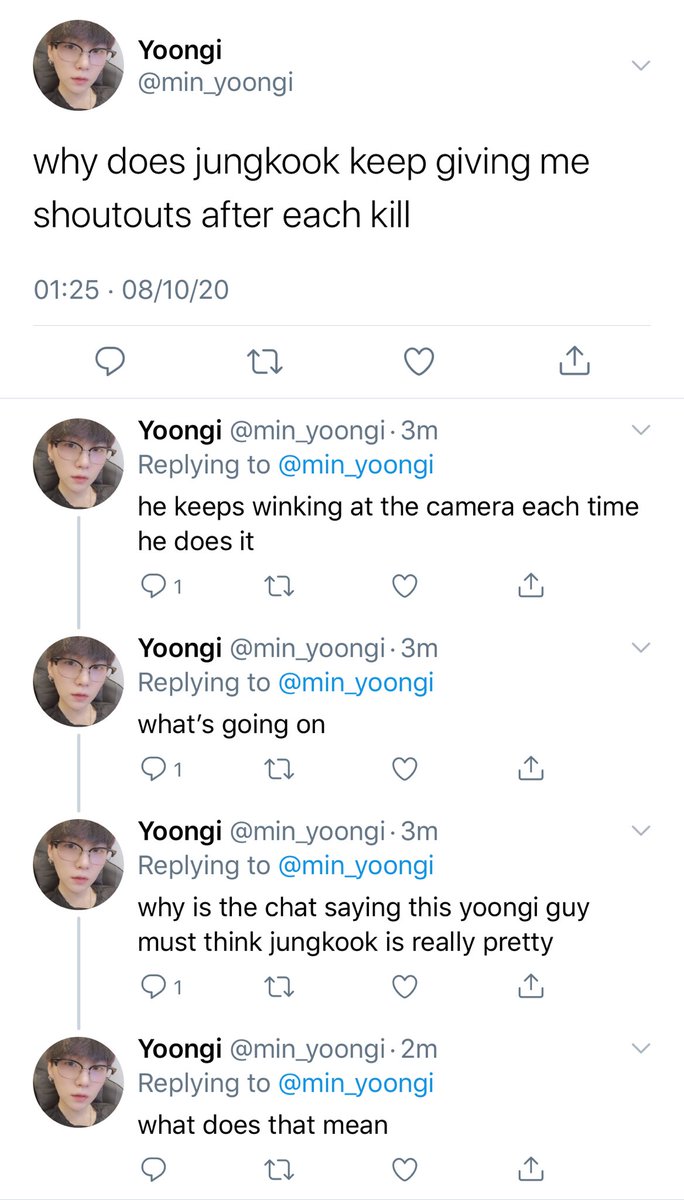 Yoongi
@min_yoongi
why does jungkook keep giving me
shoutouts after each kill
01:25 · 08/10/20
Yoongi @min_yoongi · 3m
Replying to @min_yoongi
he keeps winking at the camera each time
he does it
1
Yoongi @min_yoongi · 3m
Replying to @min_yoongi
what's going on
1
Yoongi @min_yoongi · 3m
Replying to @min_yoongi
why is the chat saying this yoongi guy
must think jungkook is really pretty
1
Yoongi @min_yoongi · 2m
Replying to @min_yoongi
what does that mean